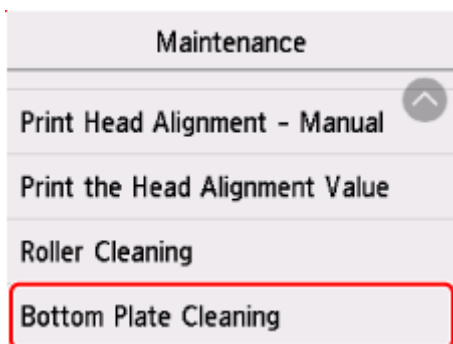 Maintenance
Print Head Alignment - Manual
Print the Head Alignment Value
Roller Cleaning
Bottom Plate Cleaning